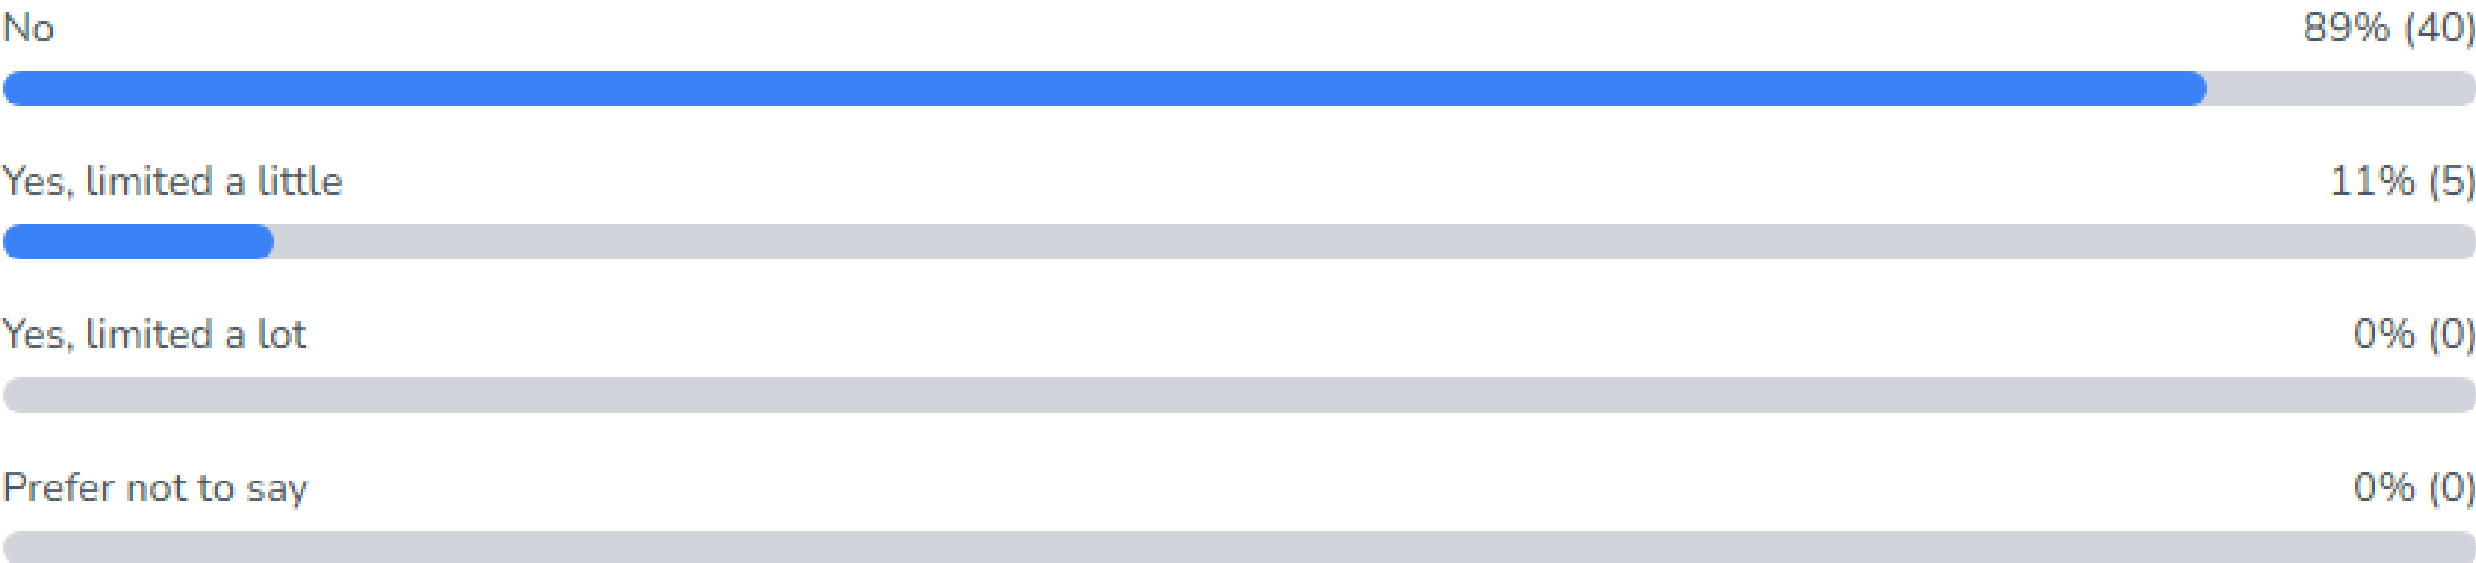 No 89% (40)
Yes, limited a little 11% (5)
Yes, limited a lot 0% (0)
Prefer not to say 0% (0)